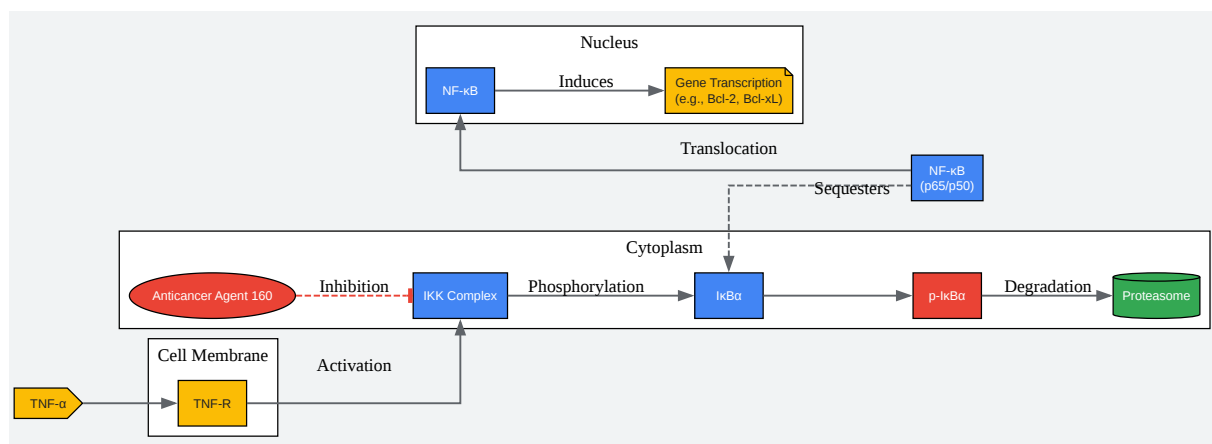 Nucleus
NF-κB
Induces
Gene Transcription
(e.g., Bcl-2, Bcl-xL)
Translocation
NF-κB
(p65/p50)
Sequesters
Cytoplasm
Anticancer Agent 160
Inhibition
IKK Complex
Phosphorylation
IκBα
p-IκBα
Degradation
Proteasome
Cell Membrane
Activation
TNF-α
TNF-R